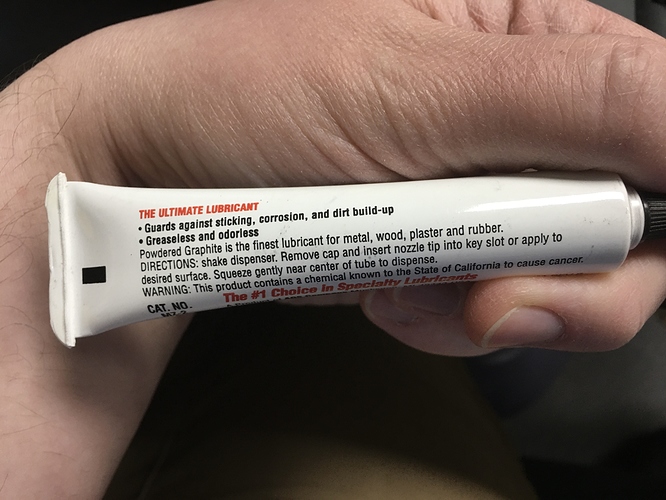 THE ULTIMATE LUBRICANT
• Guards against sticking, corrosion, and dirt build-up
• Greaseless and odorless
Powdered Graphite is the finest lubricant for metal, wood, plaster and rubber.
DIRECTIONS: shake dispenser. Remove cap and insert nozzle tip into key slot or apply to
desired surface. Squeeze gently near center of tube to dispense.
WARNING: This product contains a chemical known to the State of California to cause cancer.
CAT. NO.
The #1 Choice in Specialty Lubricants